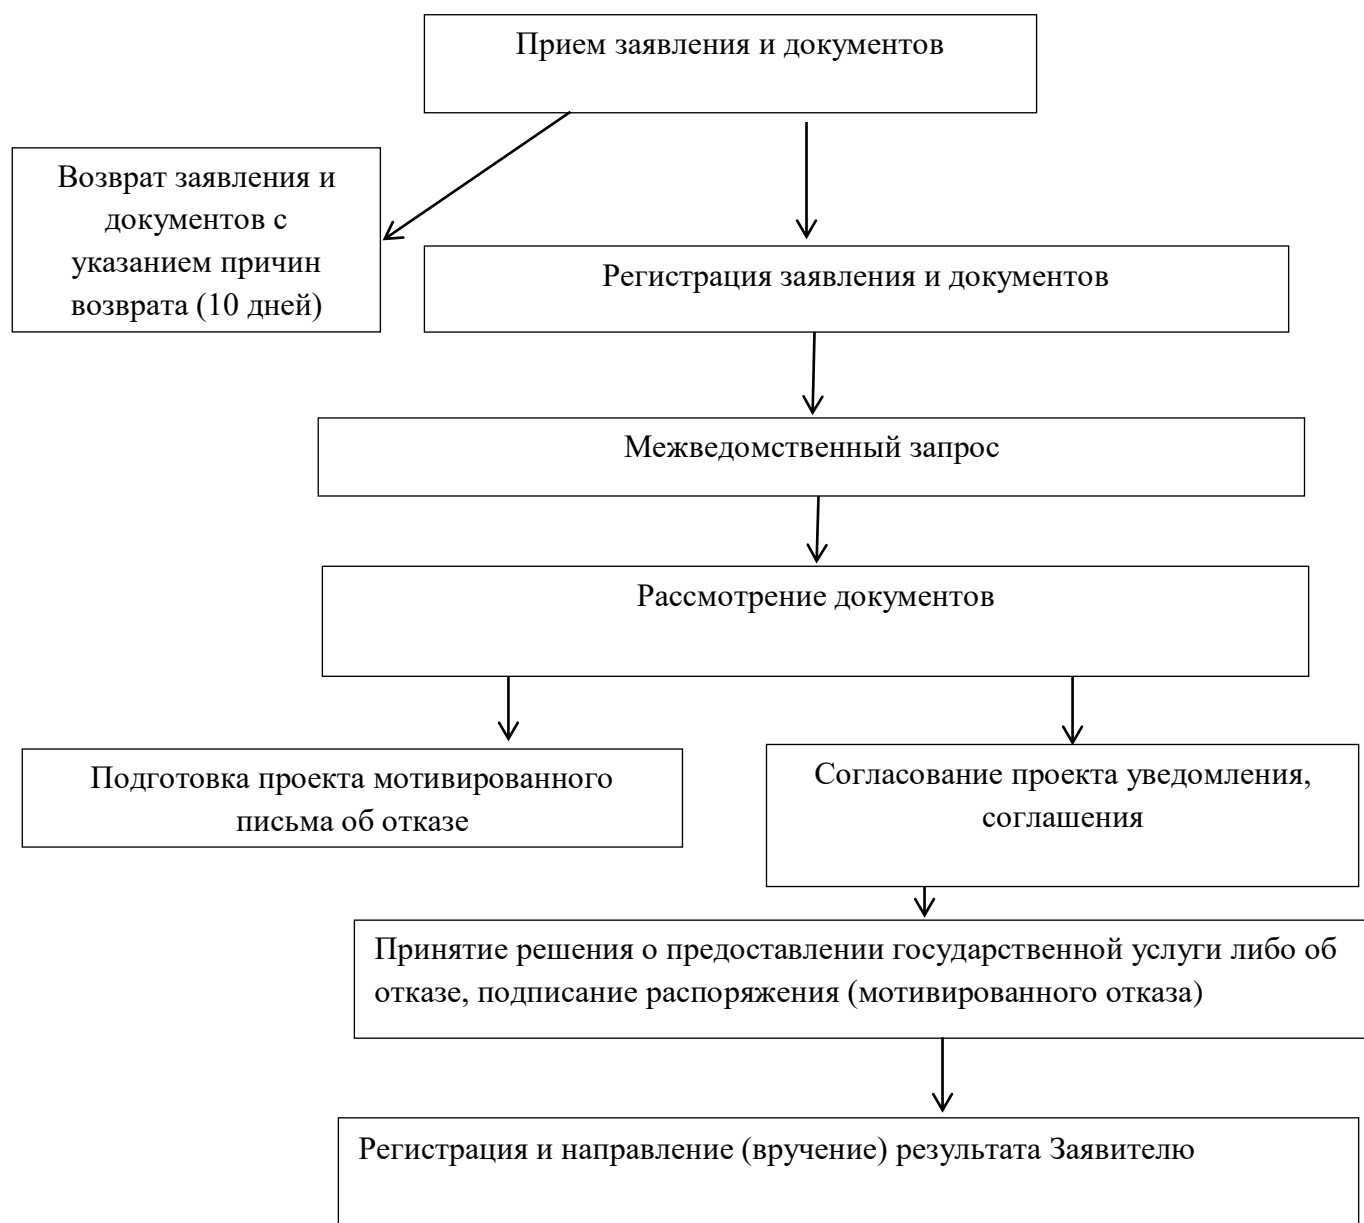 Прием заявления и документов
Возврат заявления и
документов с
указанием причин
возврата (10 дней)
Регистрация заявления и документов
Межведомственный запрос
Рассмотрение документов
Подготовка проекта мотивированного
письма об отказе
Согласование проекта уведомления,
соглашения
Принятие решения о предоставлении государственной услуги либо об
отказе, подписание распоряжения (мотивированного отказа)
Регистрация и направление (вручение) результата Заявителю